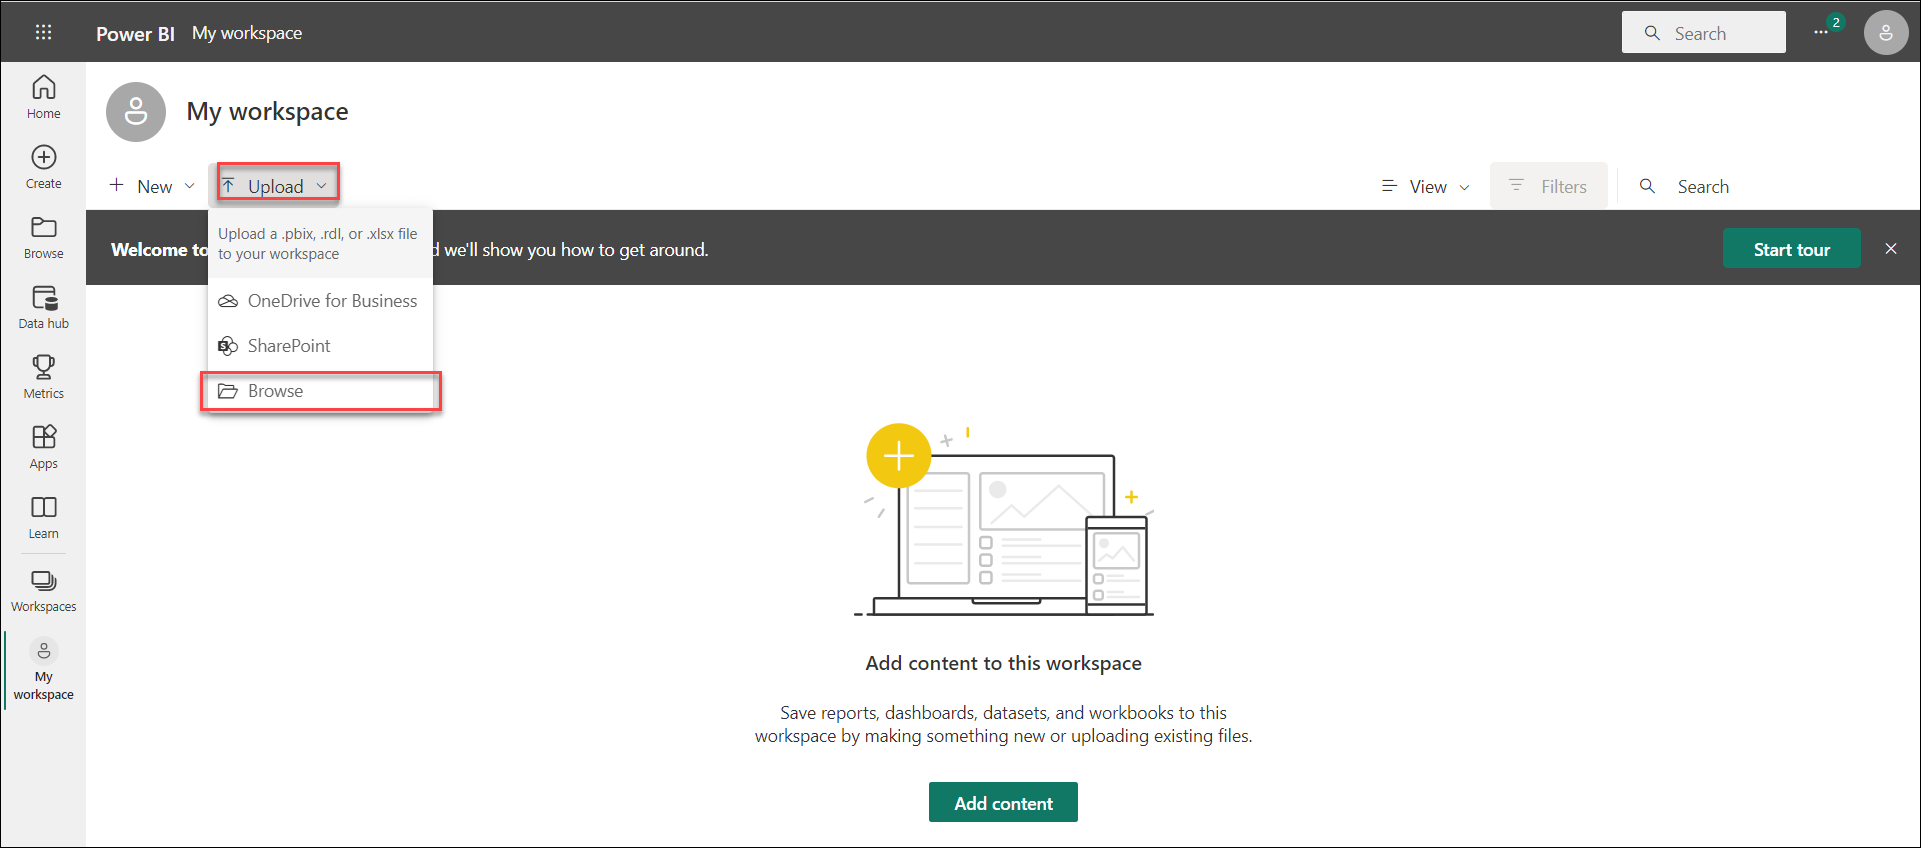 Power BI My workspace
Search
2
Home
Create
Browse
Data hub
Metrics
Apps
Learn
Workspaces
My
workspace
My workspace
New
Upload
View
Filters
Search
Upload a .pbix, .rdl, or .xlsx file
to your workspace
OneDrive for Business
SharePoint
Browse
Welcome to
we'll show you how to get around.
Start tour
Add content to this workspace
Save reports, dashboards, datasets, and workbooks to this
workspace by making something new or uploading existing files.
Add content